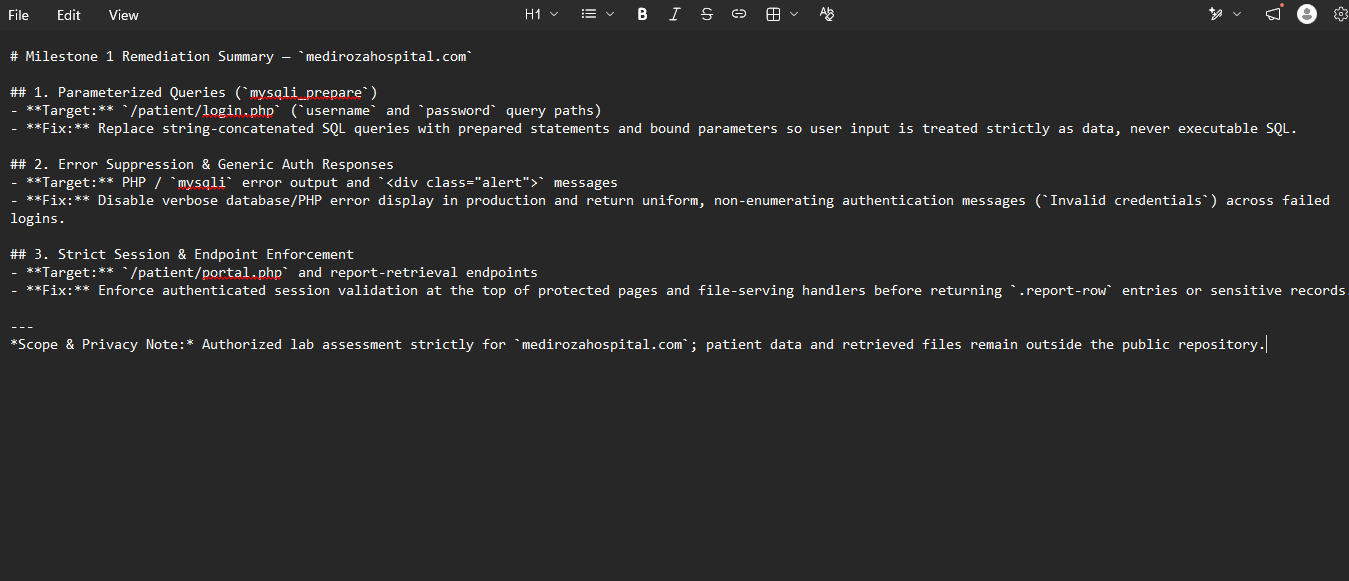 File Edit View H1 B I S
# Milestone 1 Remediation Summary — `medirozahospital.com`
## 1. Parameterized Queries (`mysqli_prepare`)
- **Target:** `/patient/login.php` (`username` and `password` query paths)
- **Fix:** Replace string-concatenated SQL queries with prepared statements and bound parameters so user input is treated strictly as data, never executable SQL.
## 2. Error Suppression & Generic Auth Responses
- **Target:** PHP / `mysqli` error output and `<div class="alert">` messages
- **Fix:** Disable verbose database/PHP error display in production and return uniform, non-enumerating authentication messages (`Invalid credentials`) across failed
logins.
## 3. Strict Session & Endpoint Enforcement
- **Target:** `/patient/portal.php` and report-retrieval endpoints
- **Fix:** Enforce authenticated session validation at the top of protected pages and file-serving handlers before returning `.report-row` entries or sensitive records.
---
*Scope & Privacy Note:* Authorized lab assessment strictly for `medirozahospital.com`; patient data and retrieved files remain outside the public repository.